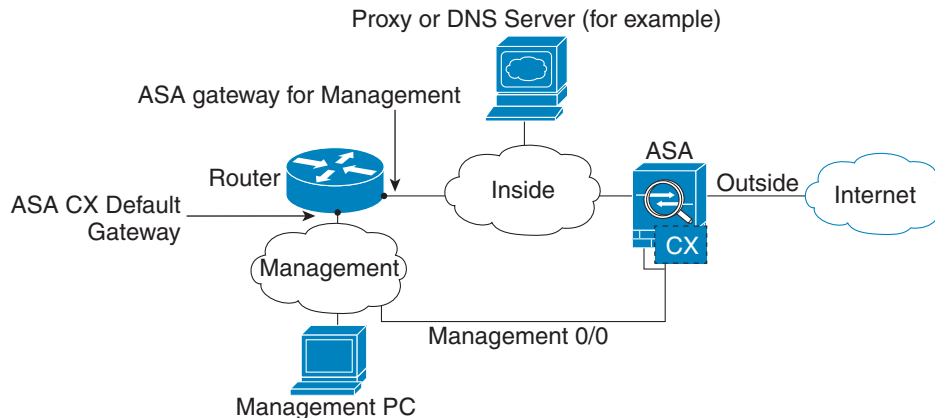 Proxy or DNS Server (for example)
ASA gateway for Management
ASA
Router
Inside
Outside
Internet
ASA CX Default
Gateway
CX
Management
Management 0/0
Management PC